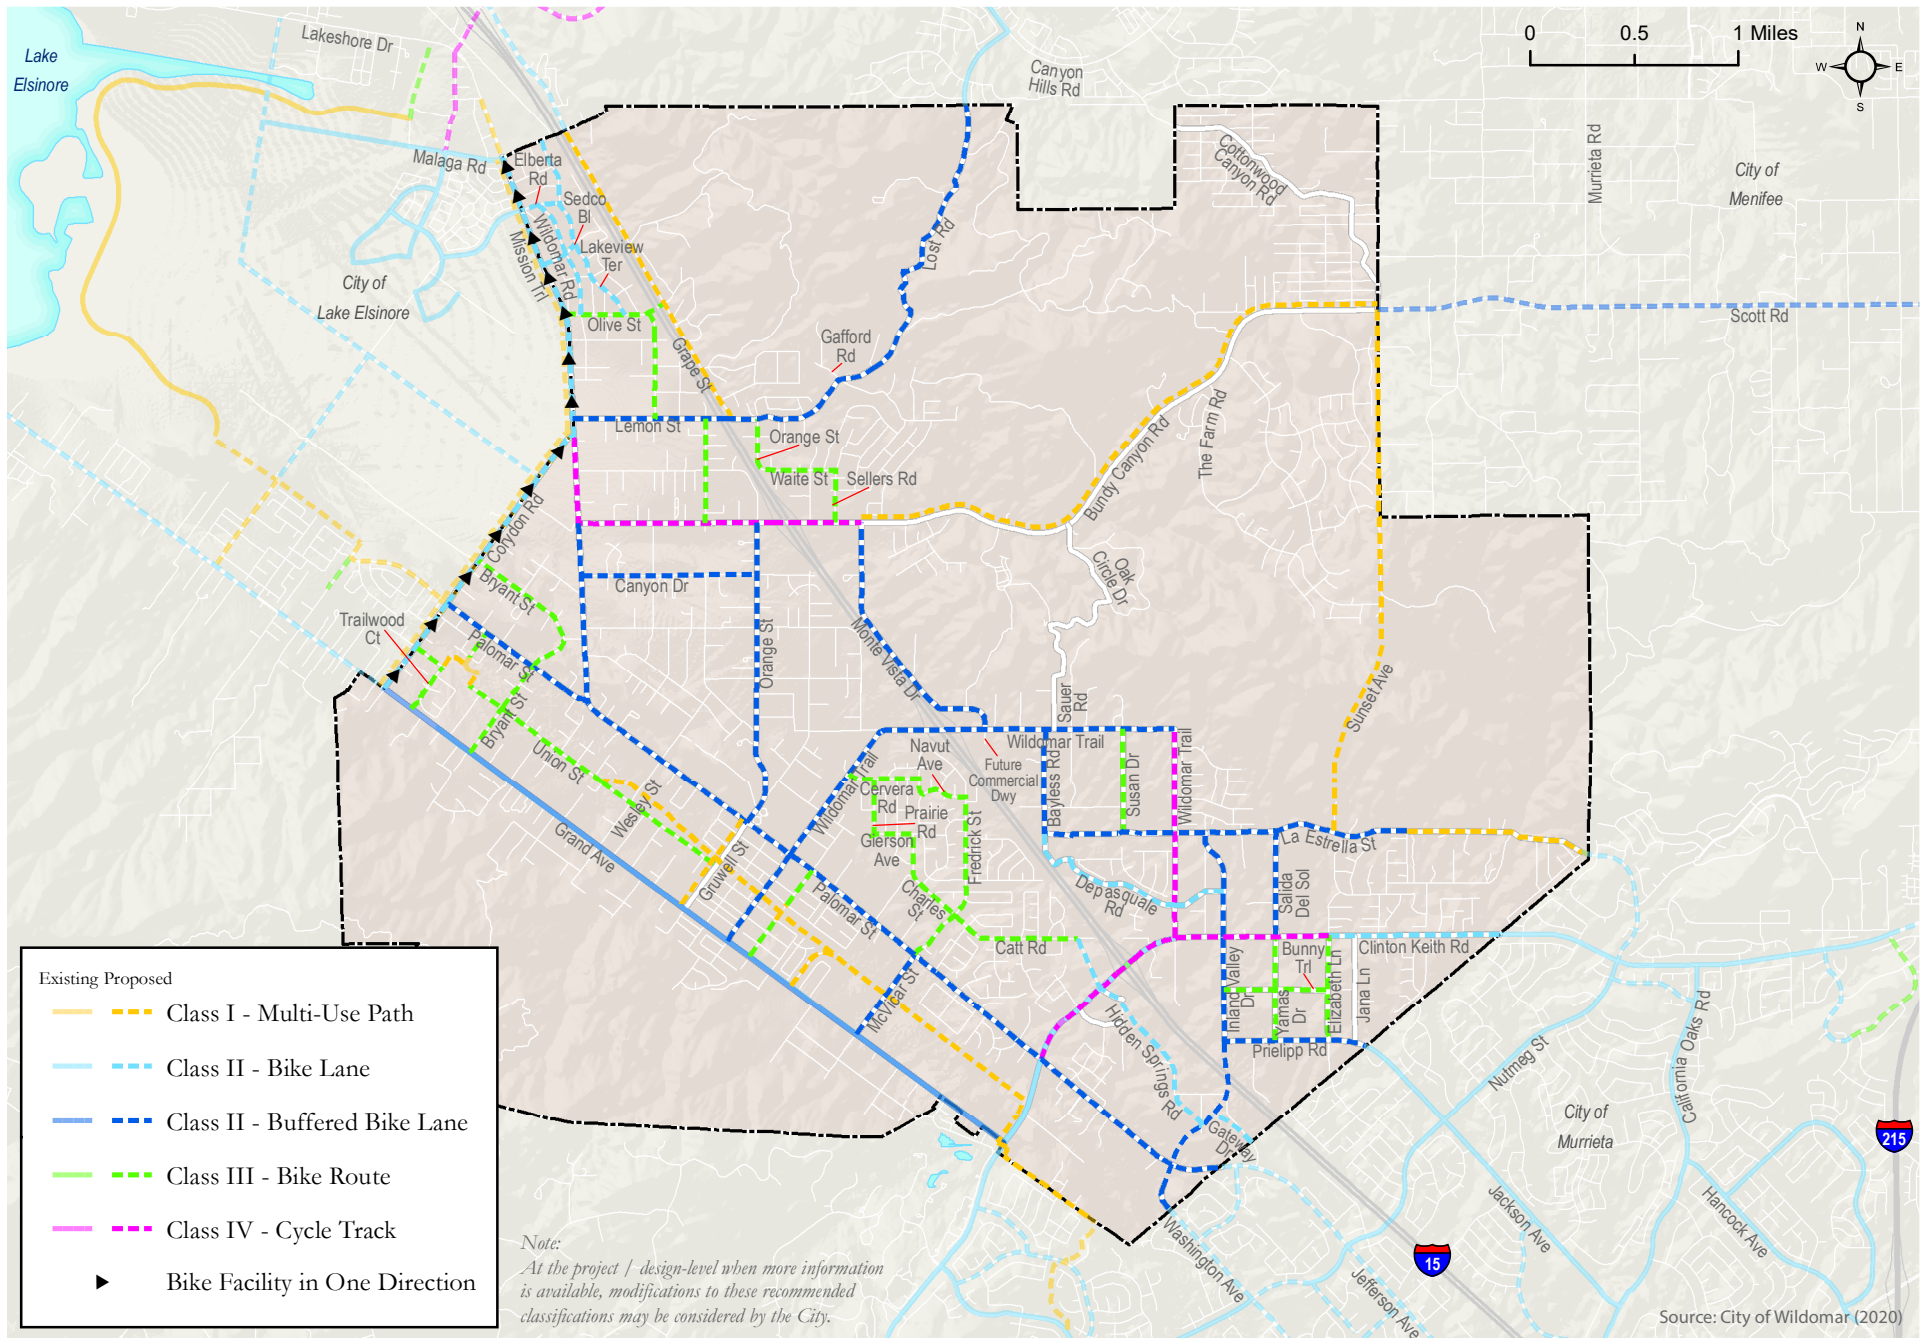 Lakeshore Dr
Lake
Elsinore
0 0.5 1 Miles
N
W E
S
Canyon
Hills Rd
Cottonwood
Canyon Rd
Murrieta Rd
City of
Menifee
Malaga Rd
Elberta
Rd
Sedco
Bl
Lakeview
Ter
Wildomar Rd
Mission Trl
City of
Lake Elsinore
Lost Rd
Olive St
Scott Rd
Grape St
Gafford
Rd
The Farm Rd
Bundy Canyon Rd
Lemon St
Orange St
Waite St
Sellers Rd
Corydon Rd
Bryant St
Canyon Dr
Oak
Circle Dr
Trailwood
Ct
Palomar St
Orange St
Monte Vista Dr
Sauer
Rd
Sunset Ave
Bryant St
Union St
Wesley St
Grand Ave
Gruwell St
Wildomar Trail
Navut
Ave
Wildomar Trail
Future
Commercial
Dwy
Bayless Rd
Susan Dr
Wildomar Trail
Cervera
Rd
Prairie
Rd
Gierson
Ave
Fredrick St
La Estrella St
Charles
St
Palomar St
Depasquale
Rd
Salida
Del Sol
Catt Rd
Clinton Keith Rd
Bunny
Trl
Inland Valley
Dr
Yamas
Dr
Elizabeth Ln
Jana Ln
McVicar St
Hidden Springs Rd
Prielipp Rd
Gateway
Dr
Nutmeg St
California Oaks Rd
City of
Murrieta
215
Jackson Ave
Hancock Ave
Washington Ave
Jefferson Ave
15
Existing Proposed
Class I - Multi-Use Path
Class II - Bike Lane
Class II - Buffered Bike Lane
Class III - Bike Route
Class IV - Cycle Track
Bike Facility in One Direction
Note:
At the project / design-level when more information
is available, modifications to these recommended
classifications may be considered by the City.
Source: City of Wildomar (2020)